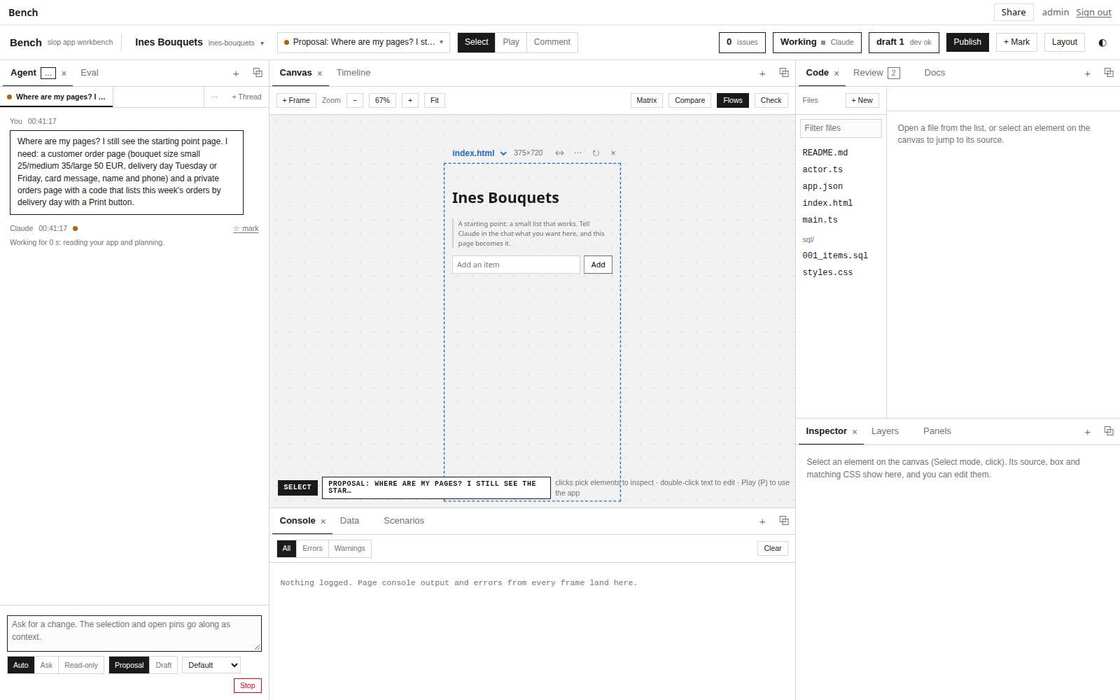 Bench
Share
admin
Sign out
Bench
slop app workbench
Ines Bouquets
ines-bouquets
Proposal: Where are my pages? I st…
Select
Play
Comment
0 issues
Working
Claude
draft 1
dev ok
Publish
+ Mark
Layout
Agent
…
×
Eval
+
Where are my pages? I …
···
+ Thread
You 00:41:17
Where are my pages? I still see the starting point page. I
need: a customer order page (bouquet size small
25/medium 35/large 50 EUR, delivery day Tuesday or
Friday, card message, name and phone) and a private
orders page with a code that lists this week's orders by
delivery day with a Print button.
Claude 00:41:17
☆ mark
Working for 0 s: reading your app and planning.
Ask for a change. The selection and open pins go along as
context.
Auto
Ask
Read-only
Proposal
Draft
Default
Stop
Canvas
×
Timeline
+
+ Frame
Zoom
−
67%
+
Fit
Matrix
Compare
Flows
Check
index.html
375×720
···
×
Ines Bouquets
A starting point: a small list that works. Tell
Claude in the chat what you want here, and this
page becomes it.
Add an item
Add
SELECT
PROPOSAL: WHERE ARE MY PAGES? I STILL SEE THE
STAR…
clicks pick elements to inspect · double-click text to edit · Play (P) to use
the app
Console
×
Data
Scenarios
+
All
Errors
Warnings
Clear
Nothing logged. Page console output and errors from every frame land here.
Code
×
Review
2
Docs
+
Files
+ New
Filter files
README.md
actor.ts
app.json
index.html
main.ts
sql/
001_items.sql
styles.css
Open a file from the list, or select an element on the
canvas to jump to its source.
Inspector
×
Layers
Panels
+
Select an element on the canvas (Select mode, click). Its source, box and
matching CSS show here, and you can edit them.